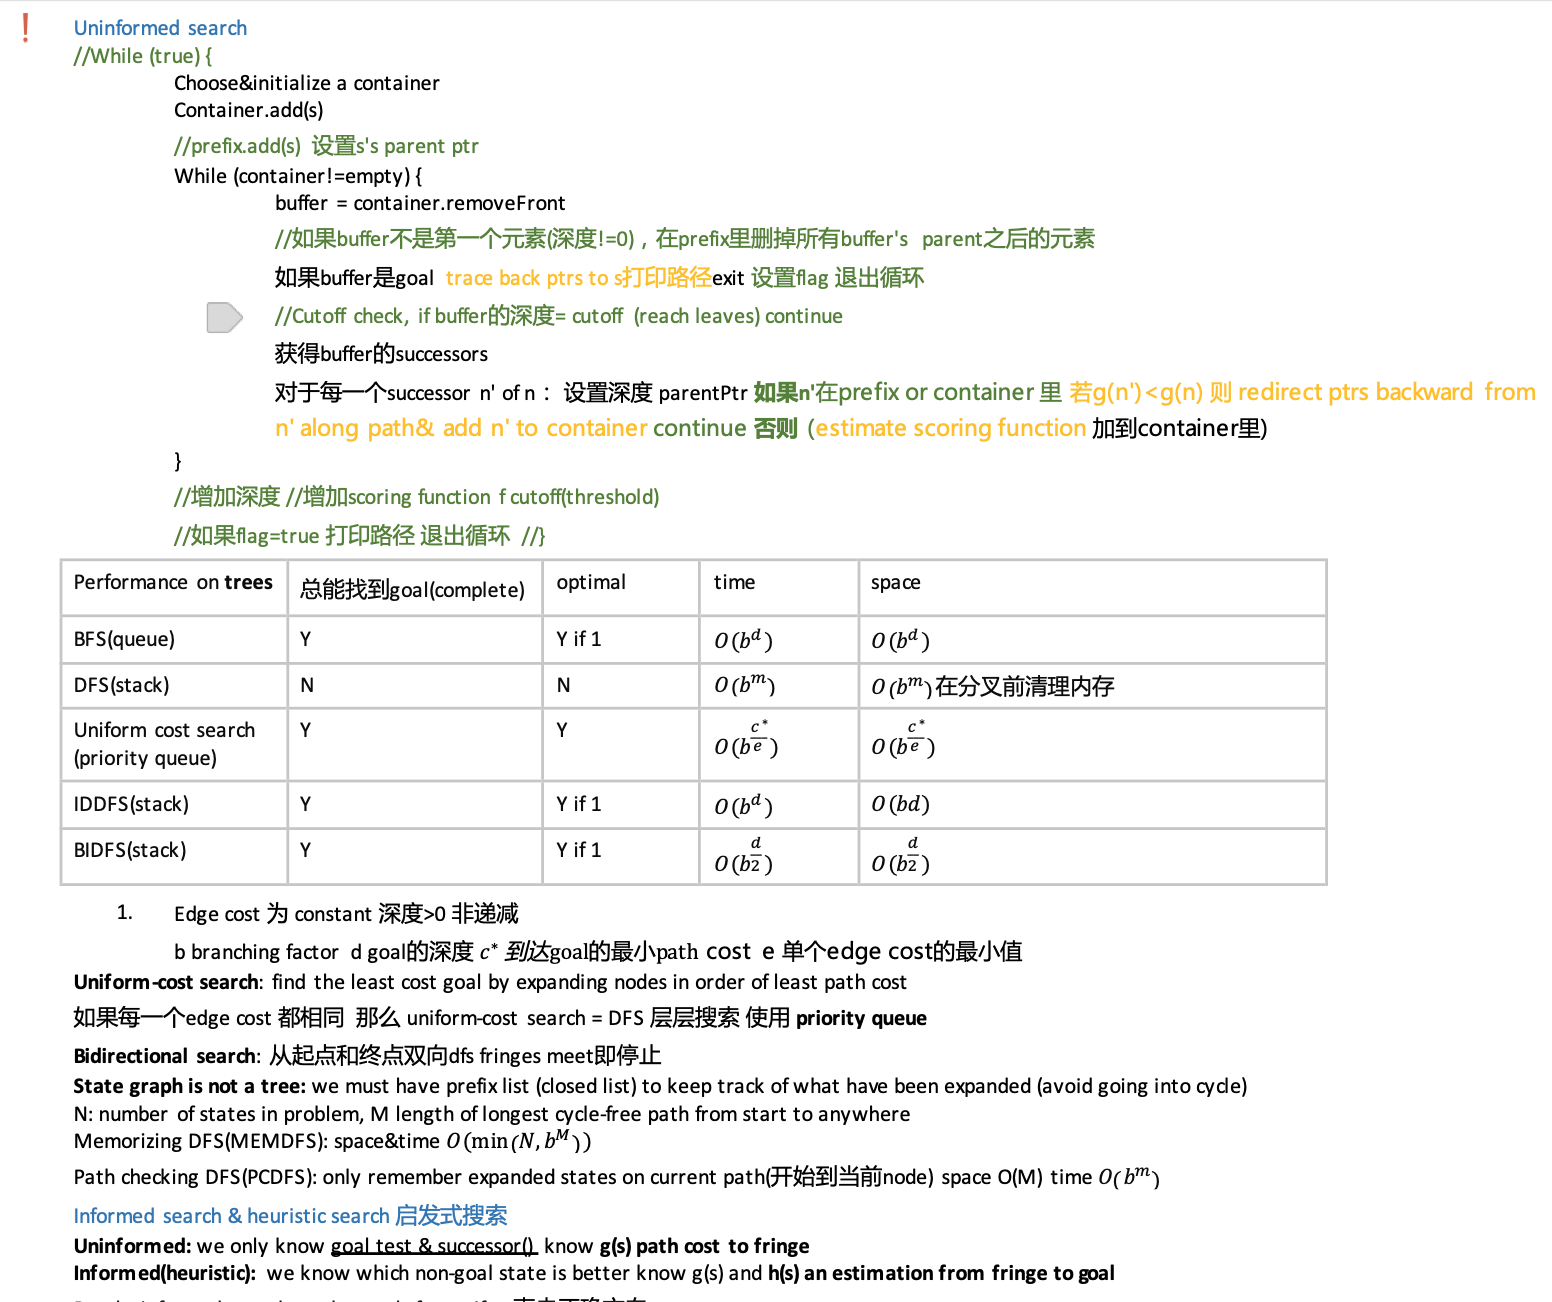 Uninformed search
//While (true) {
Choose&initialize a container
Container.add(s)
//prefix.add(s) 设置s's parent ptr
While (container!=empty) {
buffer = container.removeFront
//如果buffer不是第一个元素(深度!=0)，在prefix里删掉所有buffer's parent之后的元素
如果buffer是goal trace back ptrs to s打印路径exit 设置flag 退出循环
//Cutoff check, if buffer的深度= cutoff (reach leaves) continue
获得buffer的successors
对于每一个successor n' of n： 设置深度 parentPtr 如果n'在prefix or container 里 若g(n')<g(n) 则 redirect ptrs backward from
n' along path& add n' to container continue 否则 (estimate scoring function 加到container里)
}
//增加深度 //增加scoring function f cutoff(threshold)
//如果flag=true 打印路径 退出循环 //}
Performance on trees 总能找到goal(complete) optimal time space
BFS(queue) Y Y if 1 O(b^d) O(b^d)
DFS(stack) N N O(b^m) O(b^m)在分叉前清理内存
Uniform cost search Y Y O(b^{c*/e}) O(b^{c*/e})
(priority queue)
IDDFS(stack) Y Y if 1 O(b^d) O(bd)
BIDFS(stack) Y Y if 1 O(b^{d/2}) O(b^{d/2})
1. Edge cost 为 constant 深度>0 非递减
b branching factor d goal的深度 c* 到达goal的最小path cost e 单个edge cost的最小值
Uniform-cost search: find the least cost goal by expanding nodes in order of least path cost
如果每一个edge cost 都相同 那么 uniform-cost search = DFS 层层搜索 使用 priority queue
Bidirectional search: 从起点和终点双向dfs fringes meet即停止
State graph is not a tree: we must have prefix list (closed list) to keep track of what have been expanded (avoid going into cycle)
N: number of states in problem, M length of longest cycle-free path from start to anywhere
Memorizing DFS(MEMDFS): space&time O(min(N, b^M))
Path checking DFS(PCDFS): only remember expanded states on current path(开始到当前node) space O(M) time O(b^m)
Informed search & heuristic search 启发式搜索
Uninformed: we only know goal test & successor() know g(s) path cost to fringe
Informed(heuristic): we know which non-goal state is better know g(s) and h(s) an estimation from fringe to goal